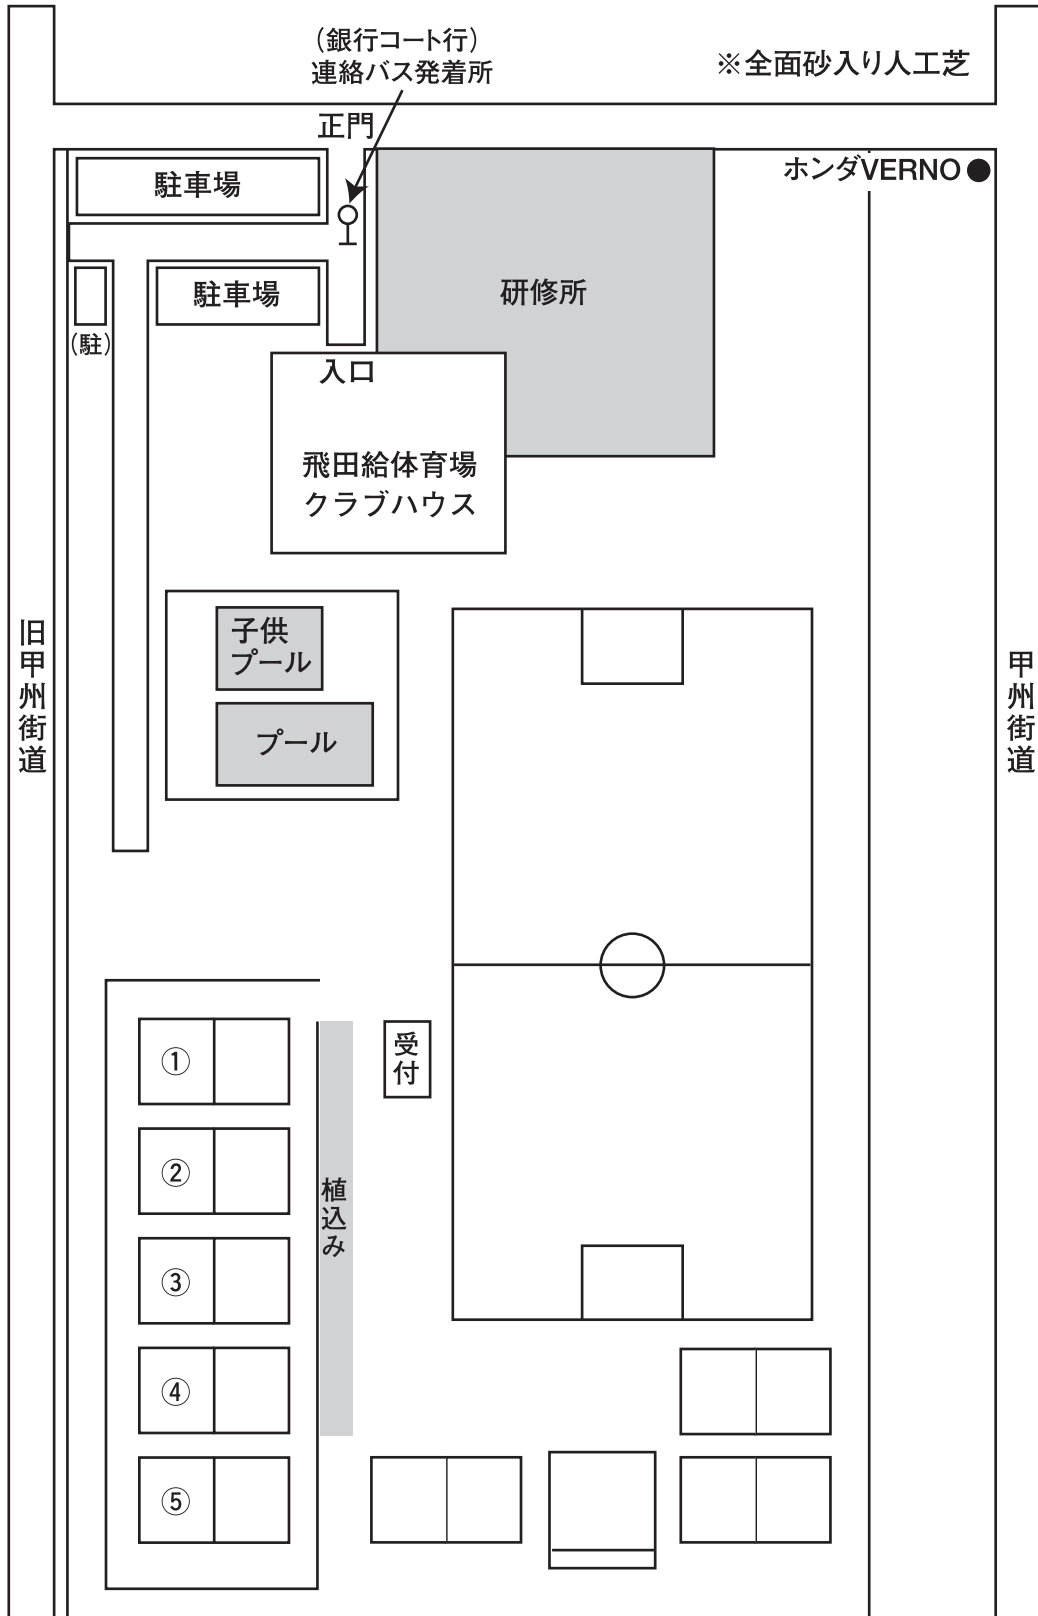 （銀行コート行）
連絡バス発着所
※全面砂入り人工芝
正門
ホンダVERNO
駐車場
研修所
駐車場
（駐）
入口
飛田給体育場
クラブハウス
子供
プール
プール
旧甲州街道
甲州街道
受付
①
②
植込み
③
④
⑤